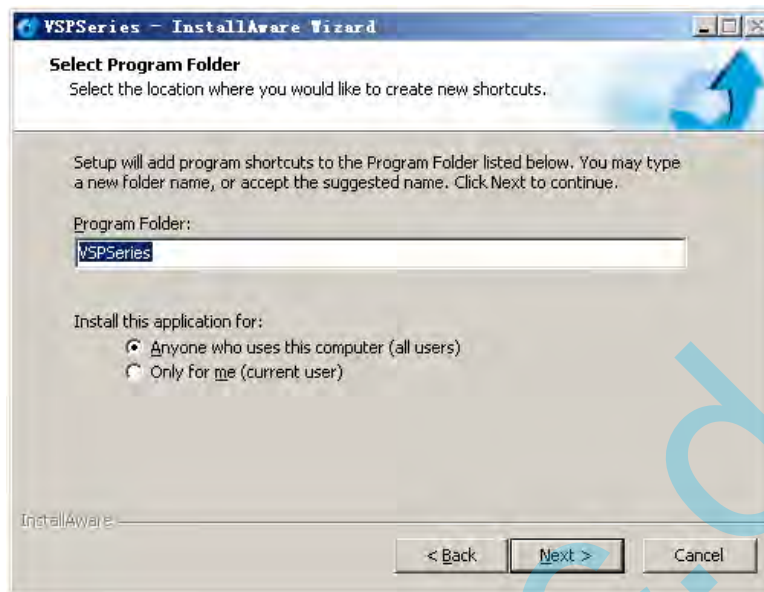 VSPSeries - InstallAware Wizard
Select Program Folder
Select the location where you would like to create new shortcuts.
Setup will add program shortcuts to the Program Folder listed below. You may type
a new folder name, or accept the suggested name. Click Next to continue.
Program Folder:
VSPSeries
Install this application for:
Anyone who uses this computer (all users)
Only for me (current user)
InstallAware
< Back
Next >
Cancel